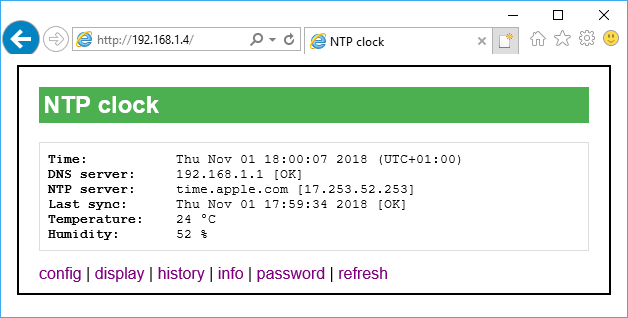 http://192.168.1.4/
NTP clock
NTP clock
Time: Thu Nov 01 18:00:07 2018 (UTC+01:00)
DNS server: 192.168.1.1 [OK]
NTP server: time.apple.com [17.253.52.253]
Last sync: Thu Nov 01 17:59:34 2018 [OK]
Temperature: 24 °C
Humidity: 52 %
config | display | history | info | password | refresh